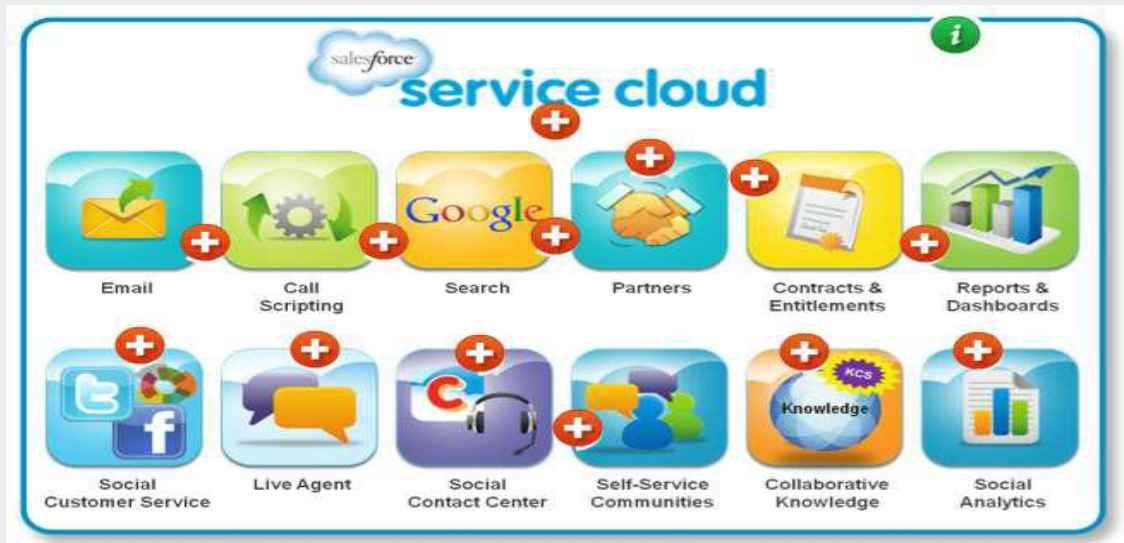 i
salesforce
service cloud
Google
Email
Call
Scripting
Search
Partners
Contracts &
Entitlements
Reports &
Dashboards
KCS
Knowledge
Social
Customer Service
Live Agent
Social
Contact Center
Self-Service
Communities
Collaborative
Knowledge
Social
Analytics